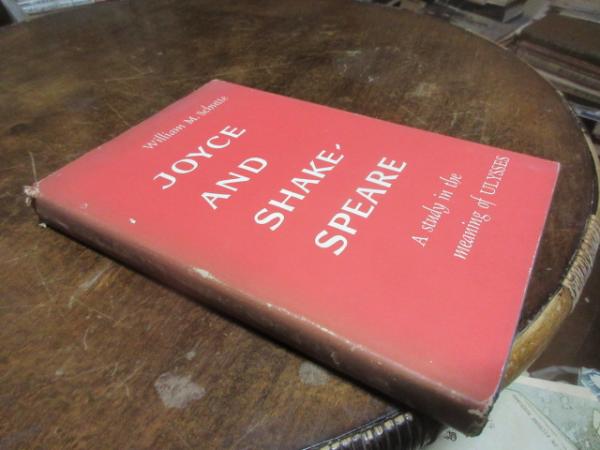 William M. Schutte
JOYCE
AND
SHAKE-
SPEARE
A study in the
meaning of ULYSSES